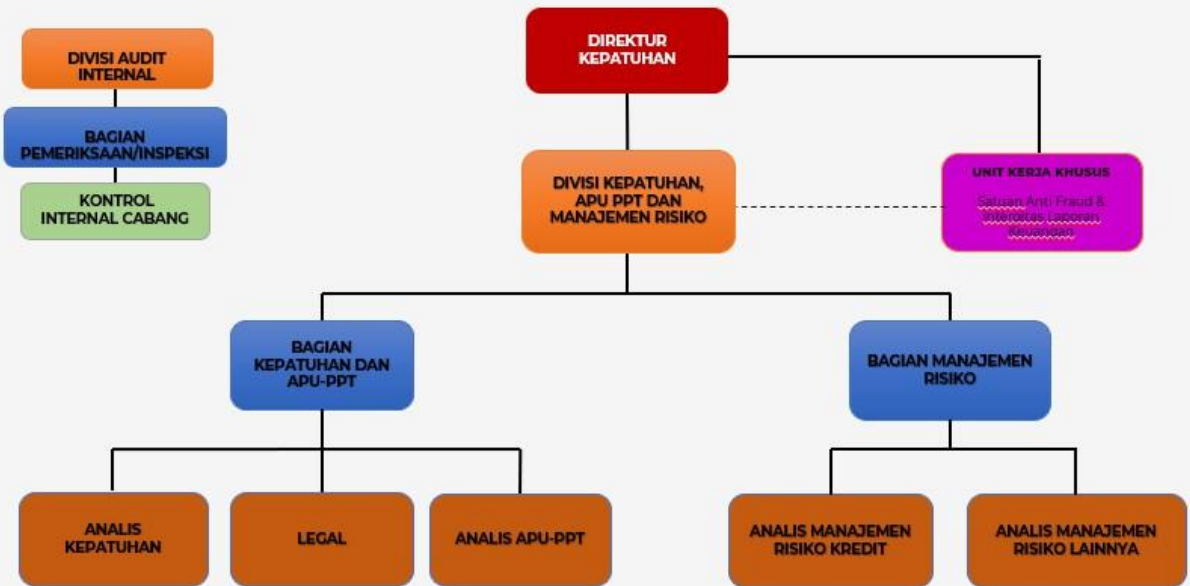 DIVISI AUDIT
INTERNAL
BAGIAN
PEMERIKSAAN/INSPEKSI
KONTROL
INTERNAL CABANG
DIREKTUR
KEPATUHAN
DIVISI KEPATUHAN,
APU PPT DAN
MANAJEMEN RISIKO
UNIT KERJA KHUSUS
Satuan Anti Fraud &
Keuangan
BAGIAN
KEPATUHAN DAN
APU-PPT
BAGIAN MANAJEMEN
RISIKO
ANALIS
KEPATUHAN
LEGAL
ANALIS APU-PPT
ANALIS MANAJEMEN
RISIKO KREDIT
ANALIS MANAJEMEN
RISIKO LAINNYA